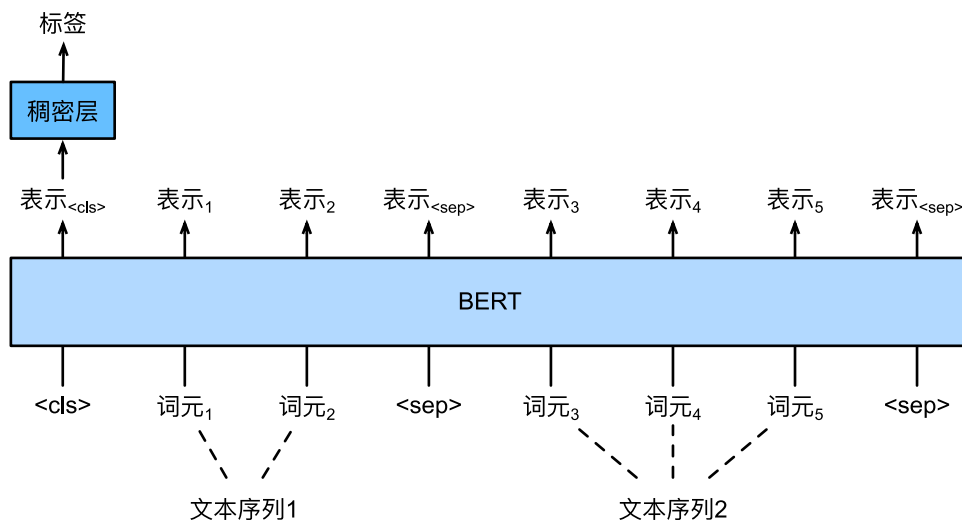 标签
稠密层
表示<cls> 表示1 表示2 表示<sep> 表示3 表示4 表示5 表示<sep>
BERT
<cls> 词元1 词元2 <sep> 词元3 词元4 词元5 <sep>
文本序列1 文本序列2